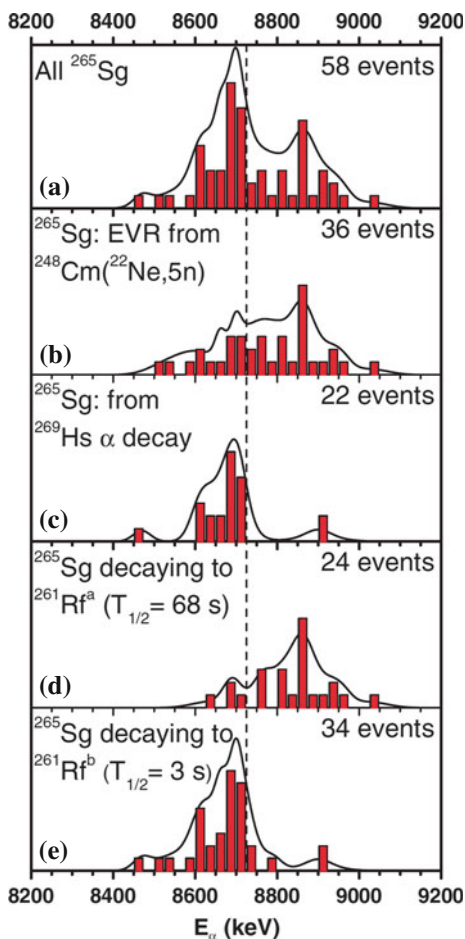 8200 8400 8600 8800 9000 9200
All ²⁶⁵Sg 58 events
(a)
²⁶⁵Sg: EVR from 36 events
²⁴⁸Cm(²²Ne,5n)
(b)
²⁶⁵Sg: from 22 events
²⁶⁹Hs α decay
(c)
²⁶⁵Sg decaying to 24 events
²⁶¹Rfᵃ (T₁/₂= 68 s)
(d)
²⁶⁵Sg decaying to 34 events
²⁶¹Rfᵇ (T₁/₂= 3 s)
(e)
8200 8400 8600 8800 9000 9200
Eα (keV)